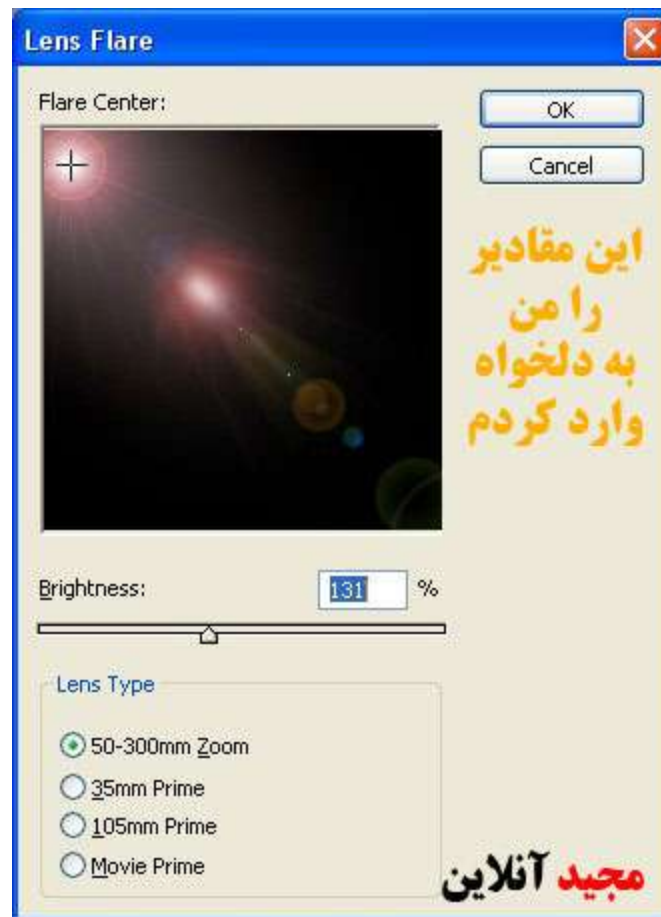 Lens Flare
Flare Center:
OK
Cancel
این مقادیر
را من
به دلخواه
وارد کردم
Brightness:
131 %
Lens Type
50-300mm Zoom
35mm Prime
105mm Prime
Movie Prime
مجید آنلاین